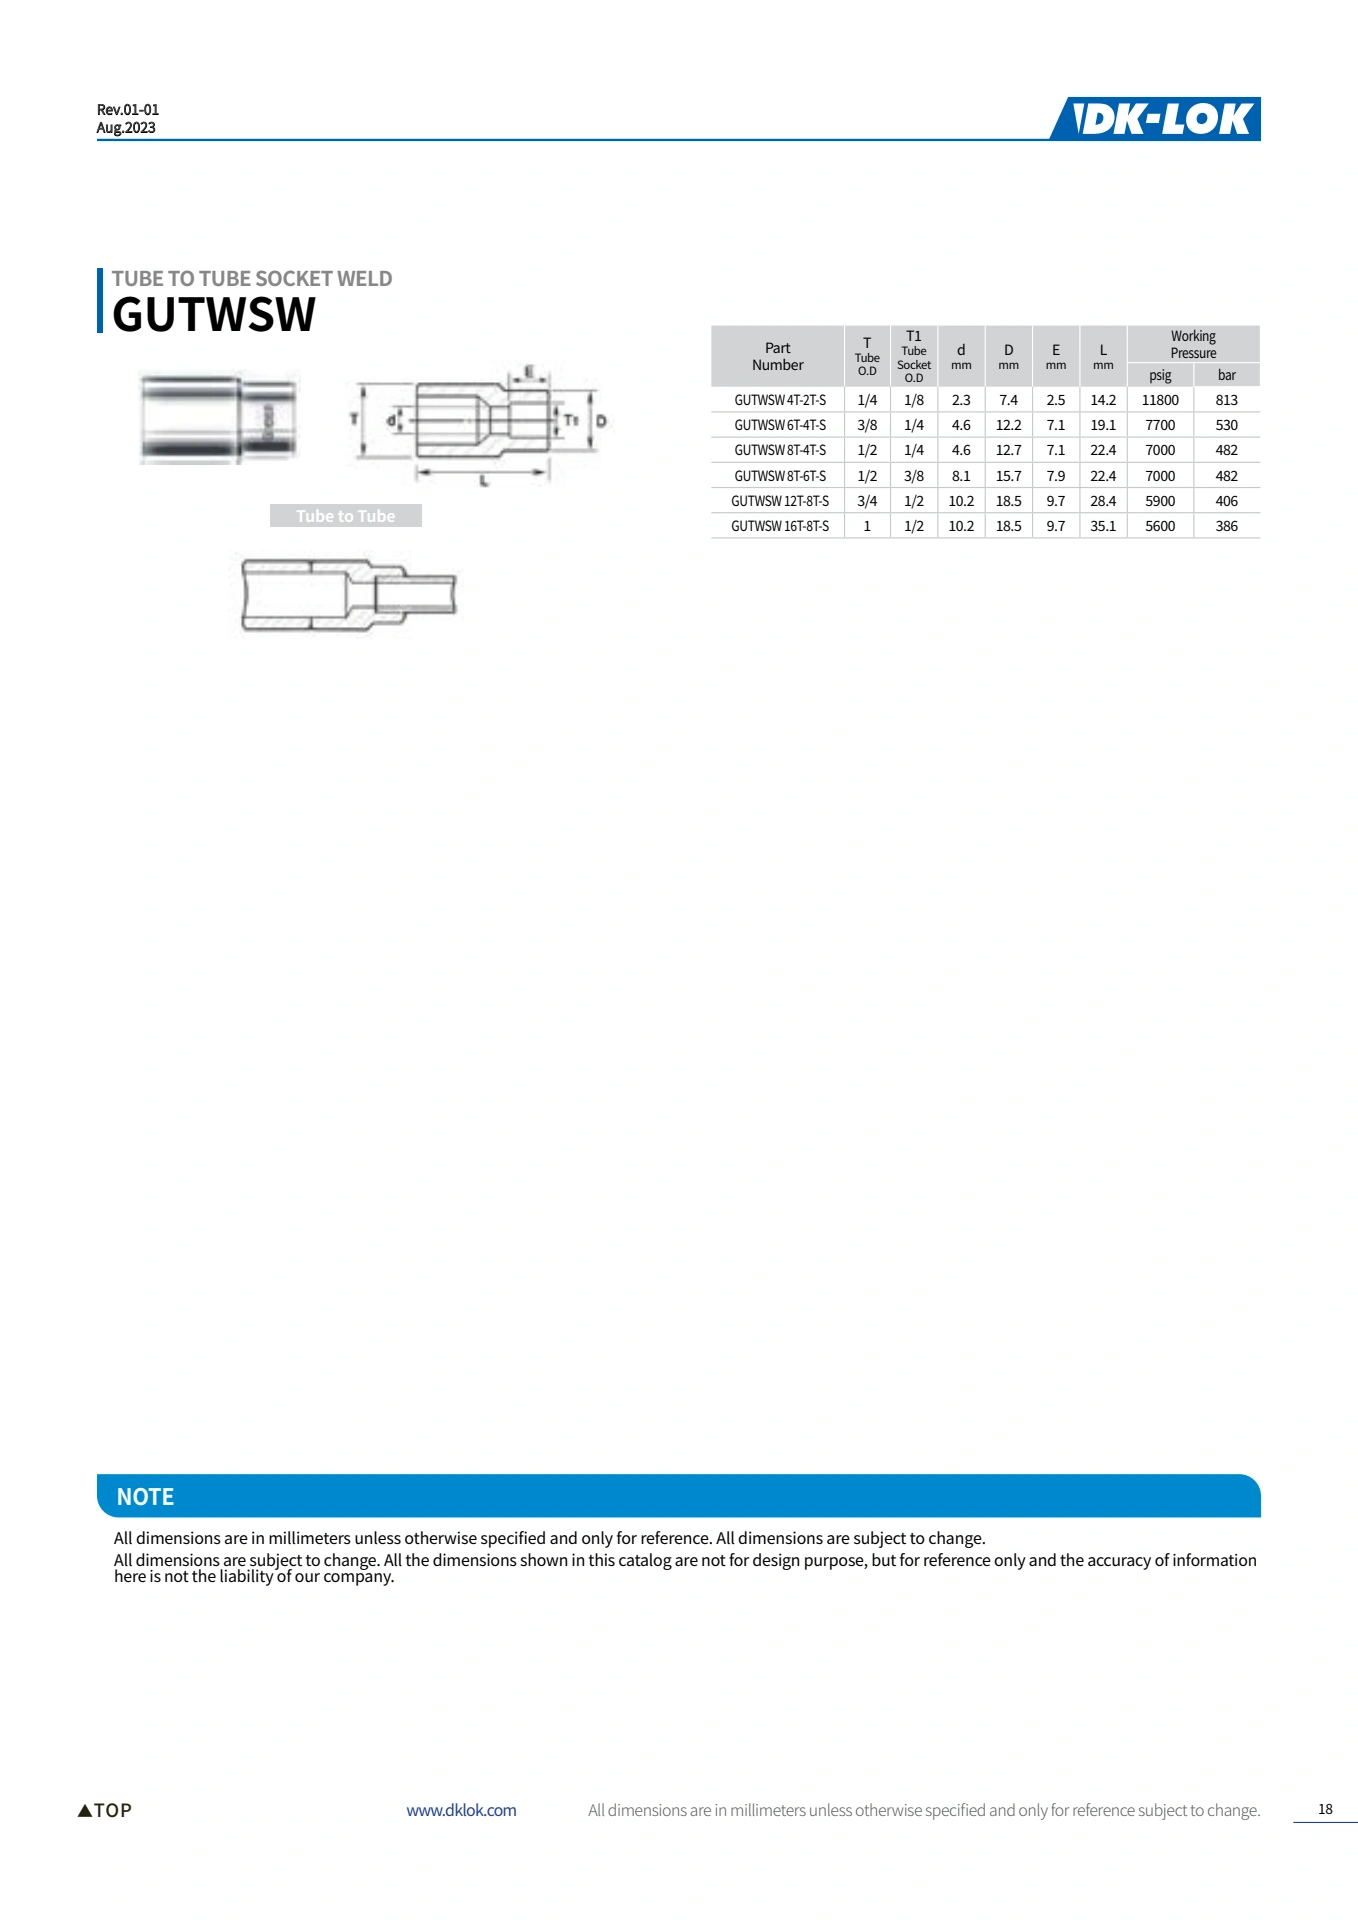 Rev.01-01
Aug.2023
DK-LOK
TUBE TO TUBE SOCKET WELD
GUTWSW
E
T
d
T1
D
L
Tube to Tube
Part Number T Tube O.D T1 Tube Socket O.D d mm D mm E mm L mm Working Pressure psig bar
GUTWSW 4T-2T-S 1/4 1/8 2.3 7.4 2.5 14.2 11800 813
GUTWSW 6T-4T-S 3/8 1/4 4.6 12.2 7.1 19.1 7700 530
GUTWSW 8T-4T-S 1/2 1/4 4.6 12.7 7.1 22.4 7000 482
GUTWSW 8T-6T-S 1/2 3/8 8.1 15.7 7.9 22.4 7000 482
GUTWSW 12T-8T-S 3/4 1/2 10.2 18.5 9.7 28.4 5900 406
GUTWSW 16T-8T-S 1 1/2 10.2 18.5 9.7 35.1 5600 386
NOTE
All dimensions are in millimeters unless otherwise specified and only for reference. All dimensions are subject to change.
All dimensions are subject to change. All the dimensions shown in this catalog are not for design purpose, but for reference only and the accuracy of information
here is not the liability of our company.
▲TOP
www.dklok.com
All dimensions are in millimeters unless otherwise specified and only for reference subject to change.
18